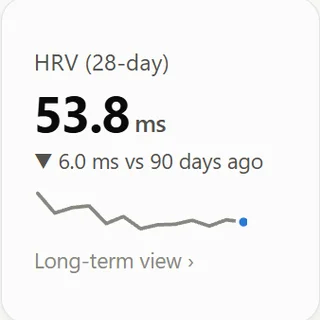 HRV (28-day)
53.8 ms
▼ 6.0 ms vs 90 days ago
Long-term view ›